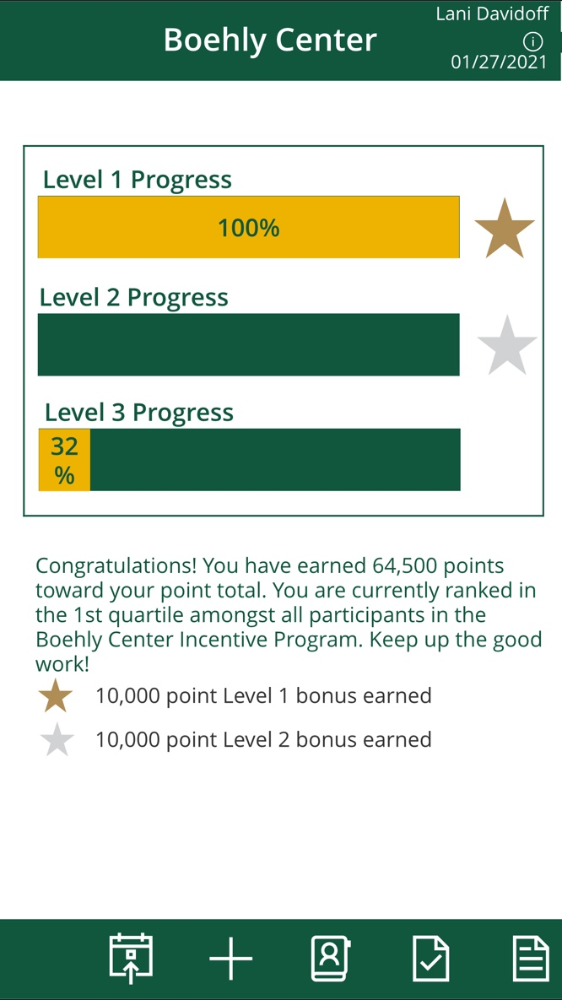 Lani Davidoff
Boehly Center
01/27/2021
Level 1 Progress
100%
Level 2 Progress
Level 3 Progress
32
%
Congratulations! You have earned 64,500 points
toward your point total. You are currently ranked in
the 1st quartile amongst all participants in the
Boehly Center Incentive Program. Keep up the good
work!
10,000 point Level 1 bonus earned
10,000 point Level 2 bonus earned